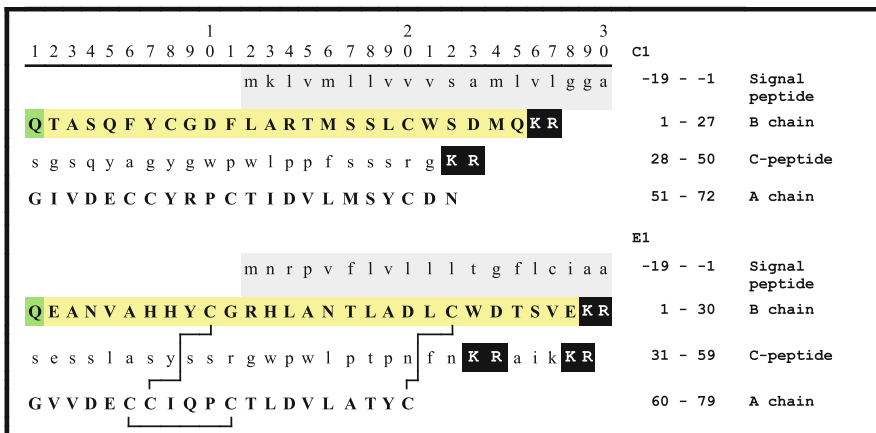 1 2 3
1 2 3 4 5 6 7 8 9 0 1 2 3 4 5 6 7 8 9 0 1 2 3 4 5 6 7 8 9 0 C1
m k l v m l l v v v s a m l v l g g a -19 - -1 Signal
peptide
Q T A S Q F Y C G D F L A R T M S S L C W S D M Q K R 1 - 27 B chain
s g s q y a g y g w p w l p p f s s s r g K R 28 - 50 C-peptide
G I V D E C C Y R P C T I D V L M S Y C D N 51 - 72 A chain
E1
m n r p v f l v l l l t g f l c i a a -19 - -1 Signal
peptide
Q E A N V A H H Y C G R H L A N T L A D L C W D T S V E K R 1 - 30 B chain
s e s s l a s y s s r g w p w l p t p n f n K R a i k K R 31 - 59 C-peptide
G V V D E C C I Q P C T L D V L A T Y C 60 - 79 A chain